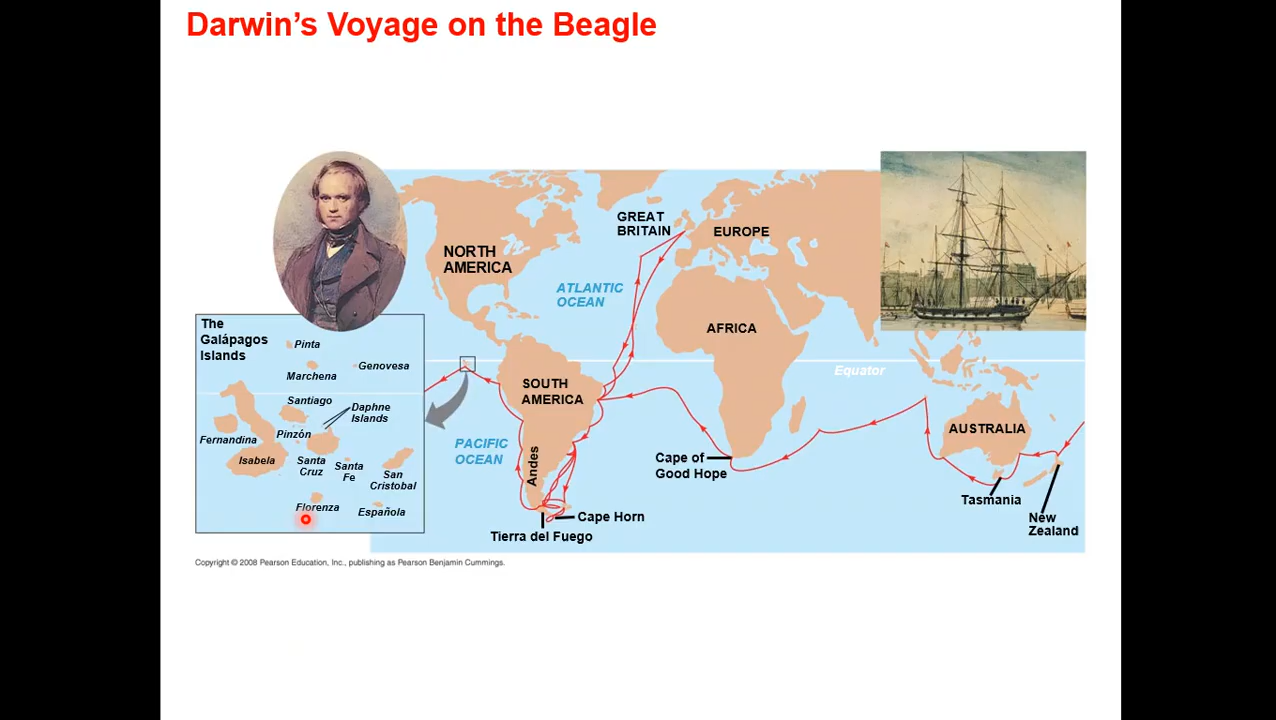 Darwin's Voyage on the Beagle
GREAT
BRITAIN
EUROPE
NORTH
AMERICA
ATLANTIC
OCEAN
AFRICA
The
Galápagos
Islands
Pinta
Genovesa
Marchena
Equator
SOUTH
AMERICA
Santiago
Daphne
Islands
Fernandina
Pinzón
Isabela
Santa
Cruz
Santa
Fe
San
Cristobal
Florenza
Española
PACIFIC
OCEAN
Andes
AUSTRALIA
Cape of
Good Hope
Tasmania
New
Zealand
Cape Horn
Tierra del Fuego
Copyright © 2008 Pearson Education, Inc., publishing as Pearson Benjamin Cummings.